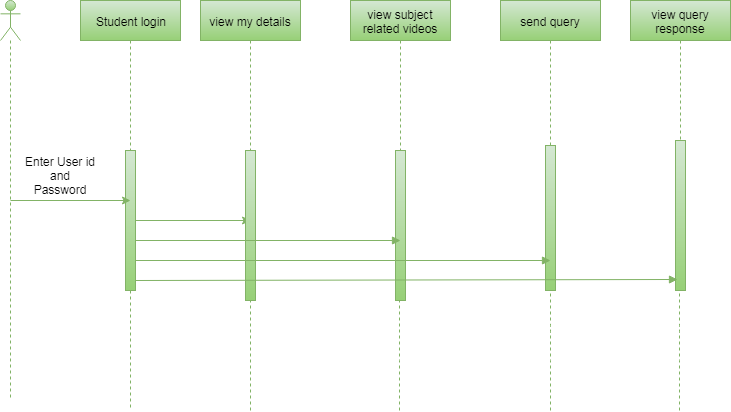 Student login
view my details
view subject
related videos
send query
view query
response
Enter User id
and
Password